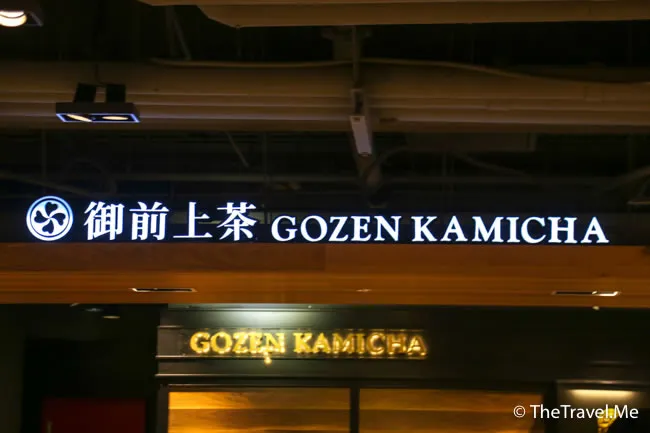 御前上茶 GOZEN KAMICHA
GOZEN KAMICHA
© TheTravel.Me